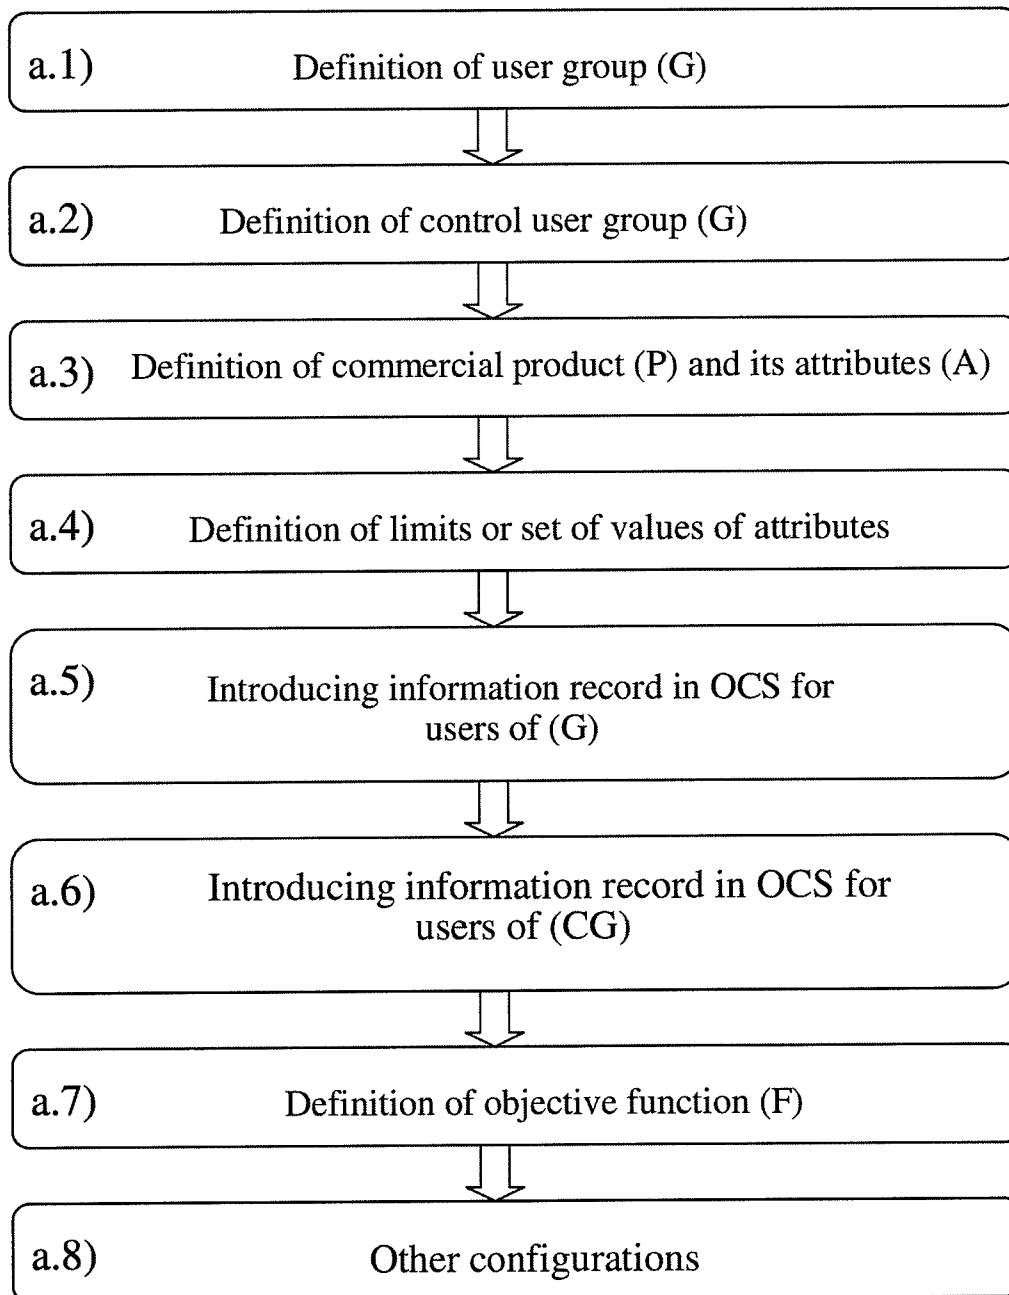 a.1) Definition of user group (G)
a.2) Definition of control user group (G)
a.3) Definition of commercial product (P) and its attributes (A)
a.4) Definition of limits or set of values of attributes
a.5) Introducing information record in OCS for
users of (G)
a.6) Introducing information record in OCS for
users of (CG)
a.7) Definition of objective function (F)
a.8) Other configurations